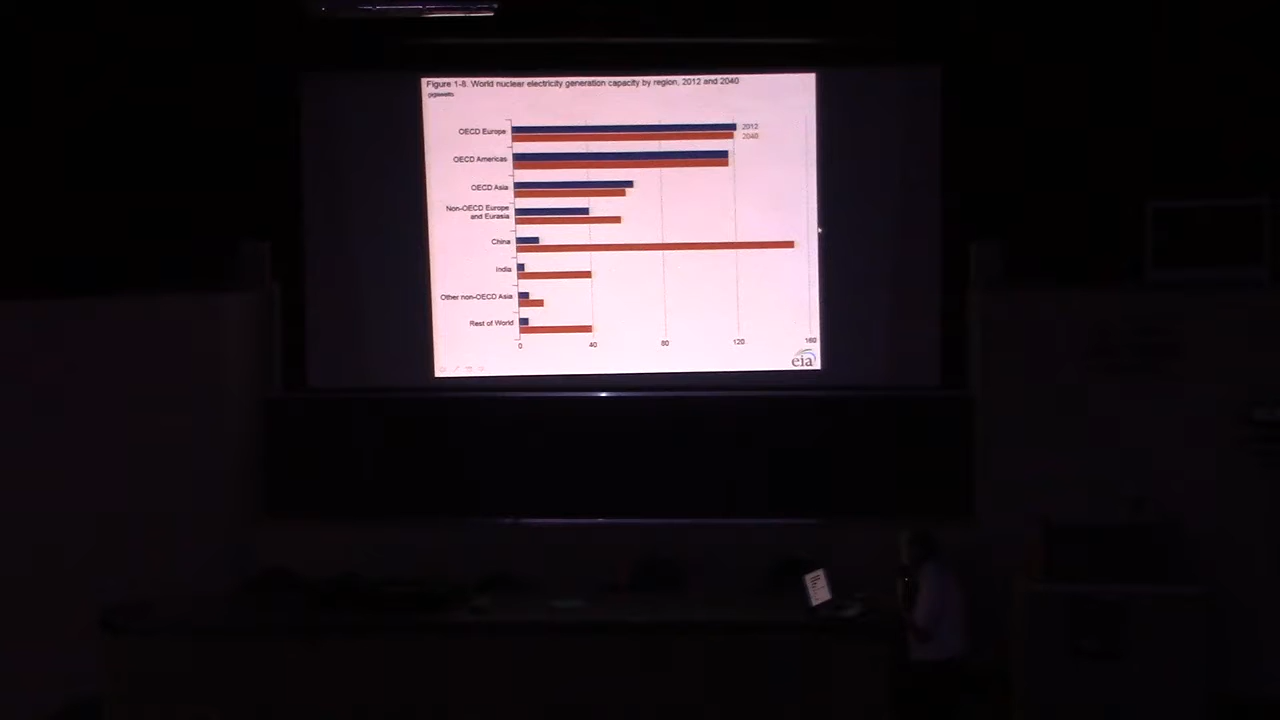 Figure 1-8. World nuclear electricity generation capacity by region, 2012 and 2040
gigawatts
OECD Europe
2012
2040
OECD Americas
OECD Asia
Non-OECD Europe
and Eurasia
China
India
Other non-OECD Asia
Rest of World
0 40 80 120 160
eia